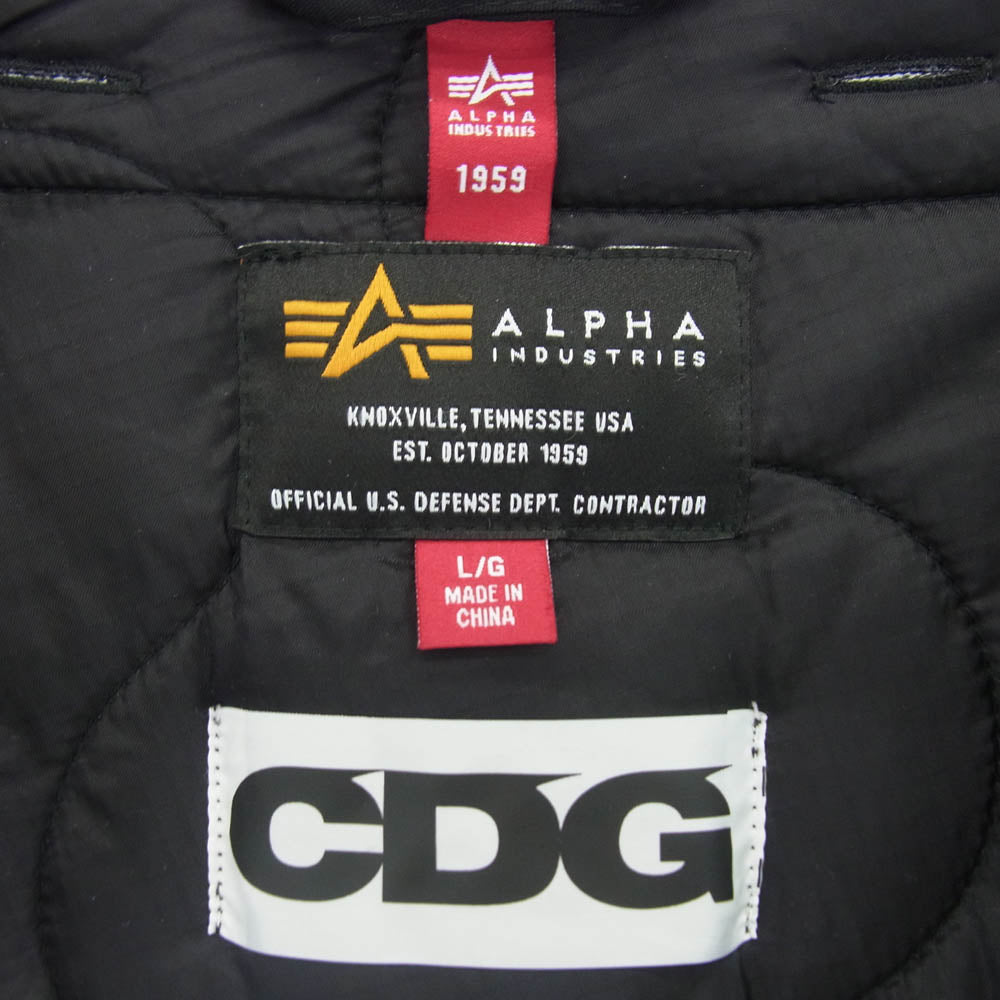 ALPHA
INDUSTRIES
1959
ALPHA
INDUSTRIES
KNOXVILLE, TENNESSEE USA
EST. OCTOBER 1959
OFFICIAL U.S. DEFENSE DEPT. CONTRACTOR
L/G
MADE IN
CHINA
CDG